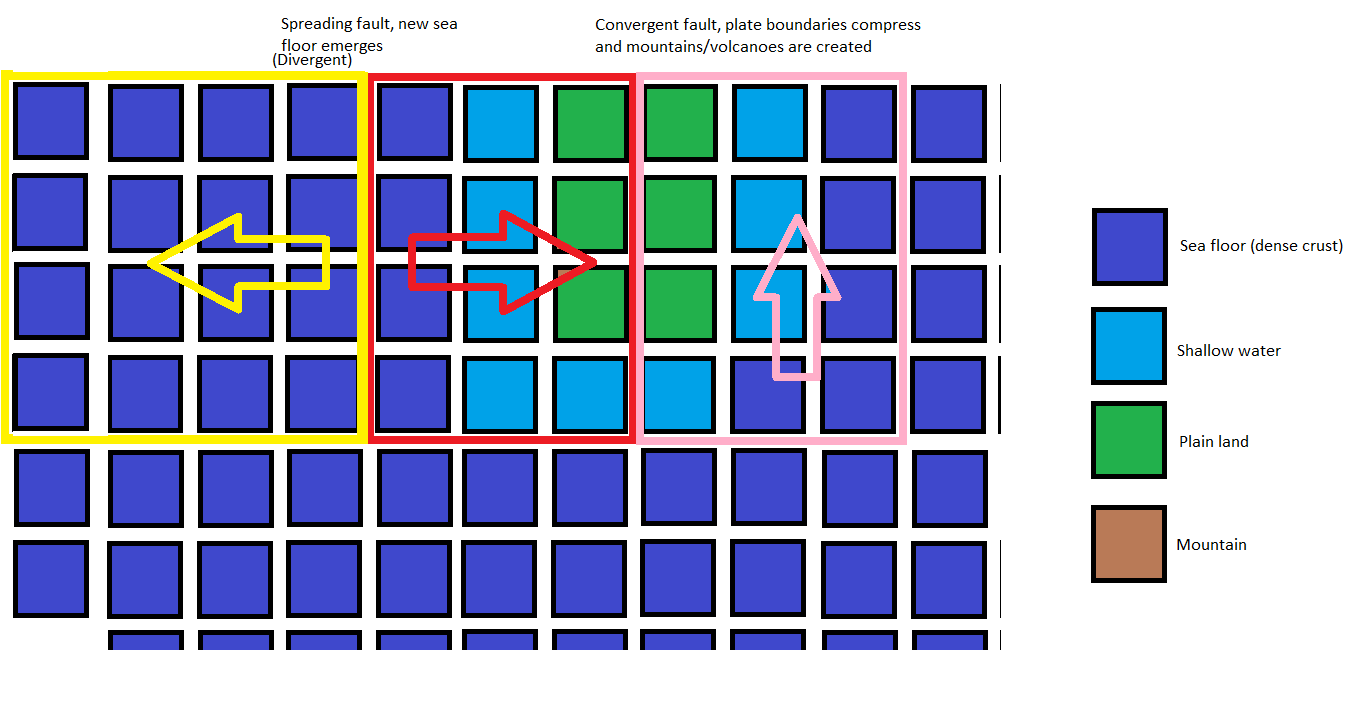 Spreading fault, new sea
floor emerges
(Divergent)
Convergent fault, plate boundaries compress
and mountains/volcanoes are created
Sea floor (dense crust)
Shallow water
Plain land
Mountain